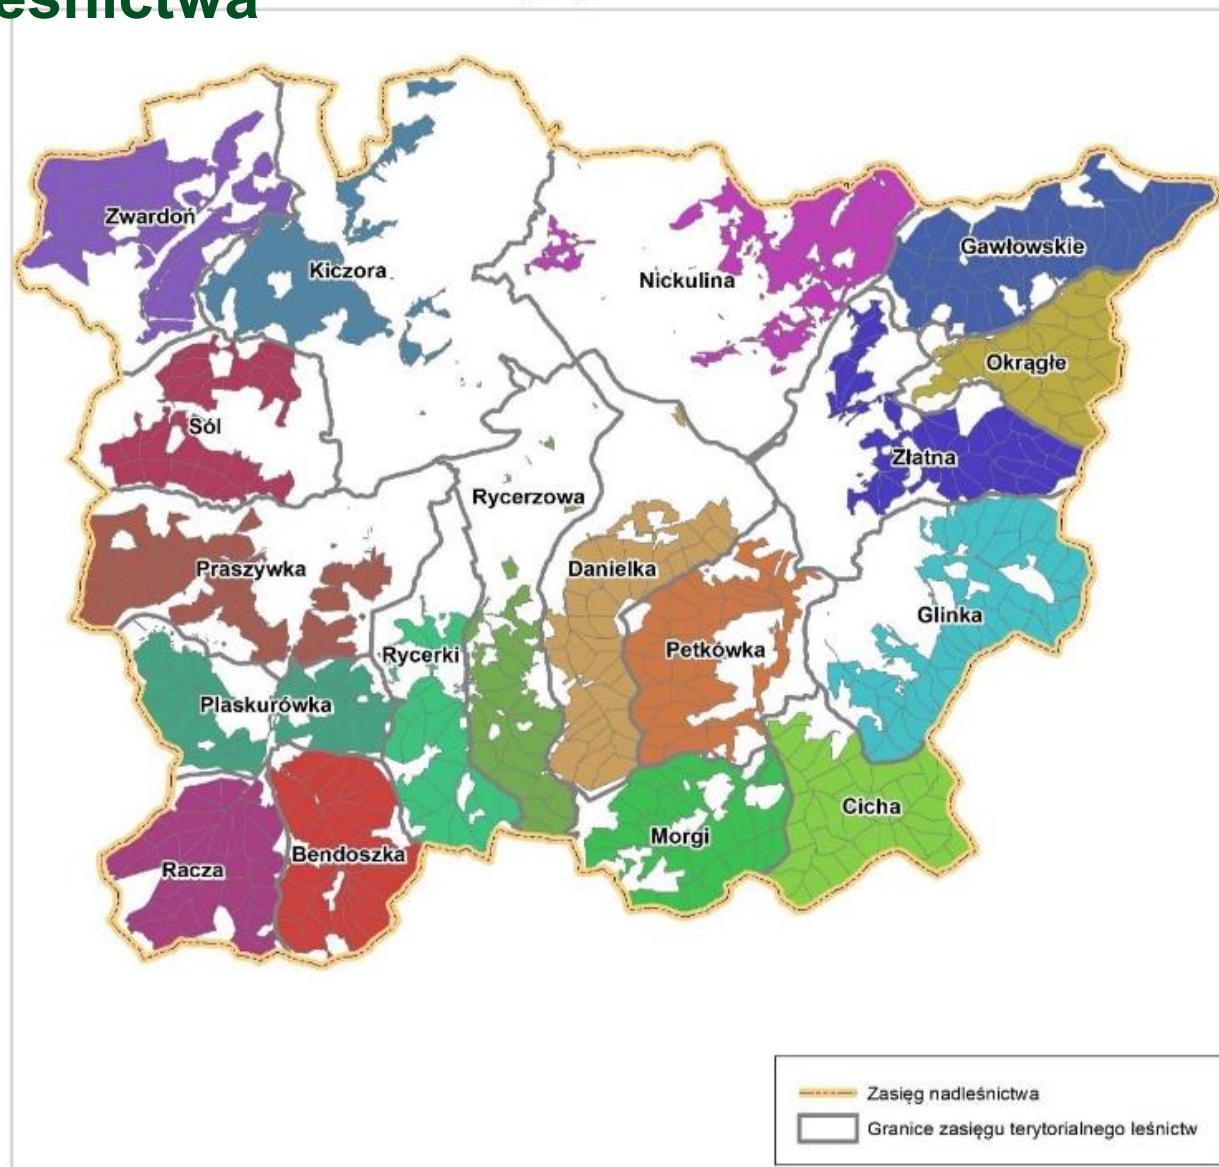 eśnictwa
Zwardoń
Kiczora
Nickulina
Gawłowskie
Okrągłe
Sól
Złatna
Rycerzowa
Praszywka
Danielka
Glinka
Rycerki
Petkówka
Plaskurówka
Cicha
Morgi
Bendoszka
Racza
Zasięg nadleśnictwa
Granice zasięgu terytorialnego leśnictw